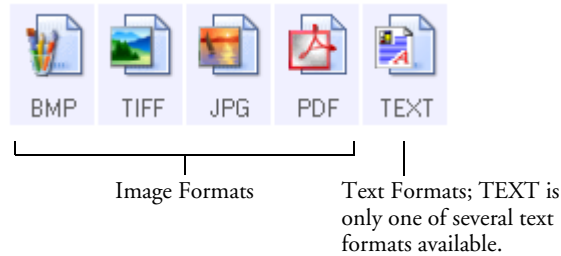 BMP TIFF JPG PDF TEXT
Image Formats
Text Formats; TEXT is
only one of several text
formats available.